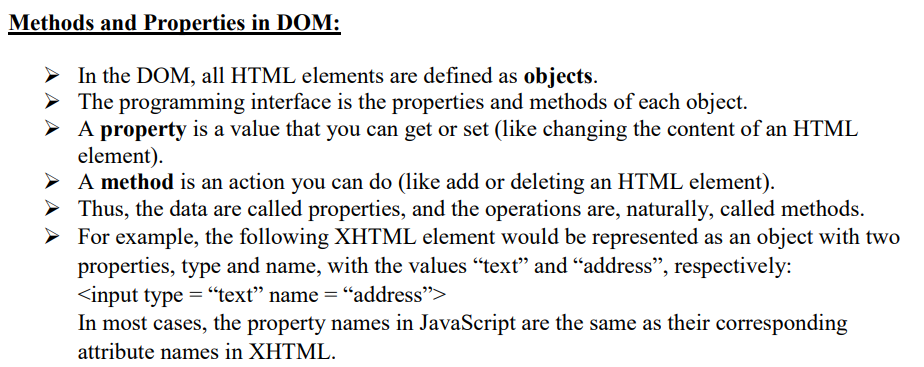 Methods and Properties in DOM:
➢ In the DOM, all HTML elements are defined as objects.
➢ The programming interface is the properties and methods of each object.
➢ A property is a value that you can get or set (like changing the content of an HTML
element).
➢ A method is an action you can do (like add or deleting an HTML element).
➢ Thus, the data are called properties, and the operations are, naturally, called methods.
➢ For example, the following XHTML element would be represented as an object with two
properties, type and name, with the values “text” and “address”, respectively:
<input type = “text” name = “address”>
In most cases, the property names in JavaScript are the same as their corresponding
attribute names in XHTML.